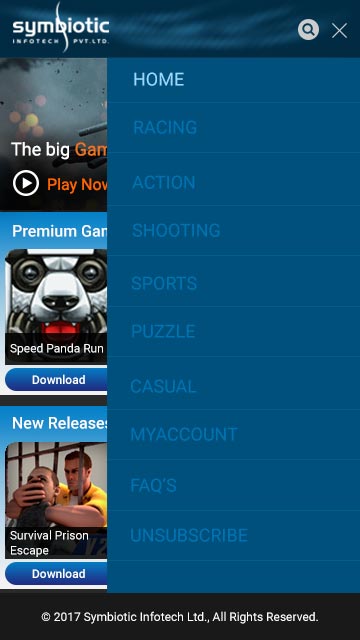 symbiotic
INFOTECH PVT. LTD.
HOME
RACING
ACTION
SHOOTING
SPORTS
PUZZLE
CASUAL
MYACCOUNT
FAQ'S
UNSUBSCRIBE
The big Gam
Play Now
Premium Gam
Speed Panda Run
Download
New Releases
Survival Prison
Escape
Download
© 2017 Symbiotic Infotech Ltd., All Rights Reserved.